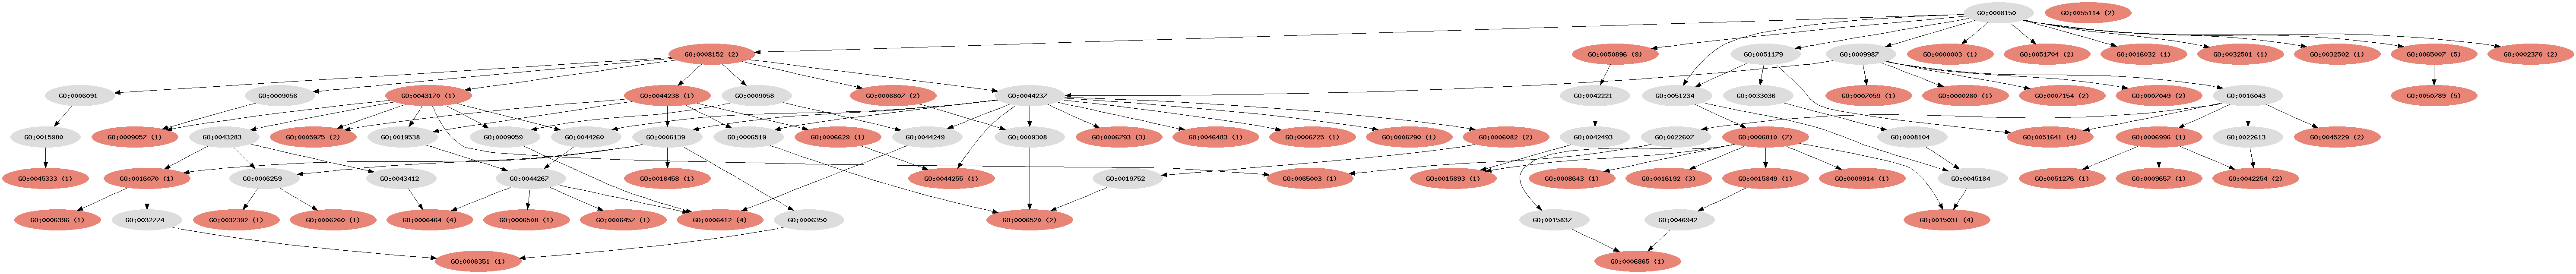 GO:0008150
GO:0055114 (2)
GO:0008152 (2)
GO:0050896 (9)
GO:0051179
GO:0009987
GO:0000003 (1)
GO:0051704 (2)
GO:0016032 (1)
GO:0032501 (1)
GO:0032502 (1)
GO:0065007 (5)
GO:0002376 (2)
GO:0006091
GO:0009056
GO:0043170 (1)
GO:0044238 (1)
GO:0009058
GO:0006807 (2)
GO:0044237
GO:0042221
GO:0051234
GO:0033036
GO:0007059 (1)
GO:0000280 (1)
GO:0007154 (2)
GO:0007049 (2)
GO:0016043
GO:0050789 (5)
GO:0015980
GO:0009057 (1)
GO:0043283
GO:0005975 (2)
GO:0019538
GO:0009059
GO:0044260
GO:0006139
GO:0006519
GO:0006629 (1)
GO:0044249
GO:0009308
GO:0006793 (3)
GO:0046483 (1)
GO:0006725 (1)
GO:0006790 (1)
GO:0006082 (2)
GO:0042493
GO:0022607
GO:0006810 (7)
GO:0008104
GO:0051641 (4)
GO:0006996 (1)
GO:0022613
GO:0045229 (2)
GO:0045333 (1)
GO:0016070 (1)
GO:0006259
GO:0043412
GO:0044267
GO:0016458 (1)
GO:0044255 (1)
GO:0019752
GO:0065003 (1)
GO:0015893 (1)
GO:0008643 (1)
GO:0016192 (3)
GO:0015849 (1)
GO:0009914 (1)
GO:0045184
GO:0051276 (1)
GO:0009657 (1)
GO:0042254 (2)
GO:0006396 (1)
GO:0032774
GO:0032392 (1)
GO:0006260 (1)
GO:0006464 (4)
GO:0006508 (1)
GO:0006457 (1)
GO:0006412 (4)
GO:0006350
GO:0006520 (2)
GO:0015837
GO:0046942
GO:0015031 (4)
GO:0006351 (1)
GO:0006865 (1)